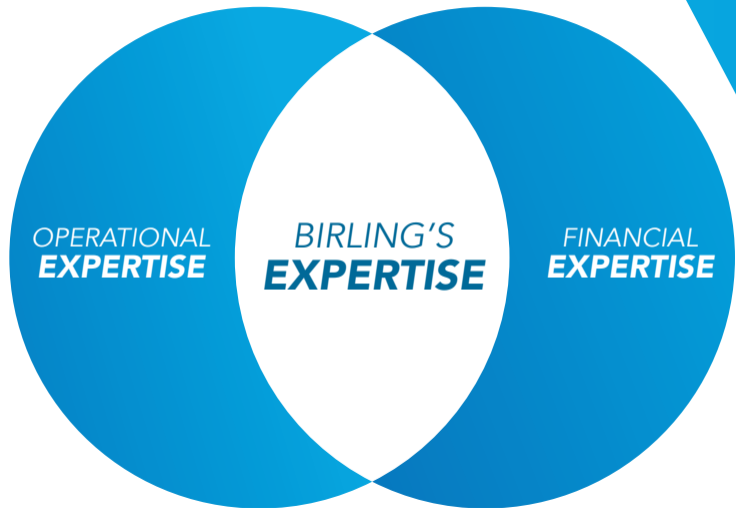 OPERATIONAL
EXPERTISE
BIRLING'S
EXPERTISE
FINANCIAL
EXPERTISE